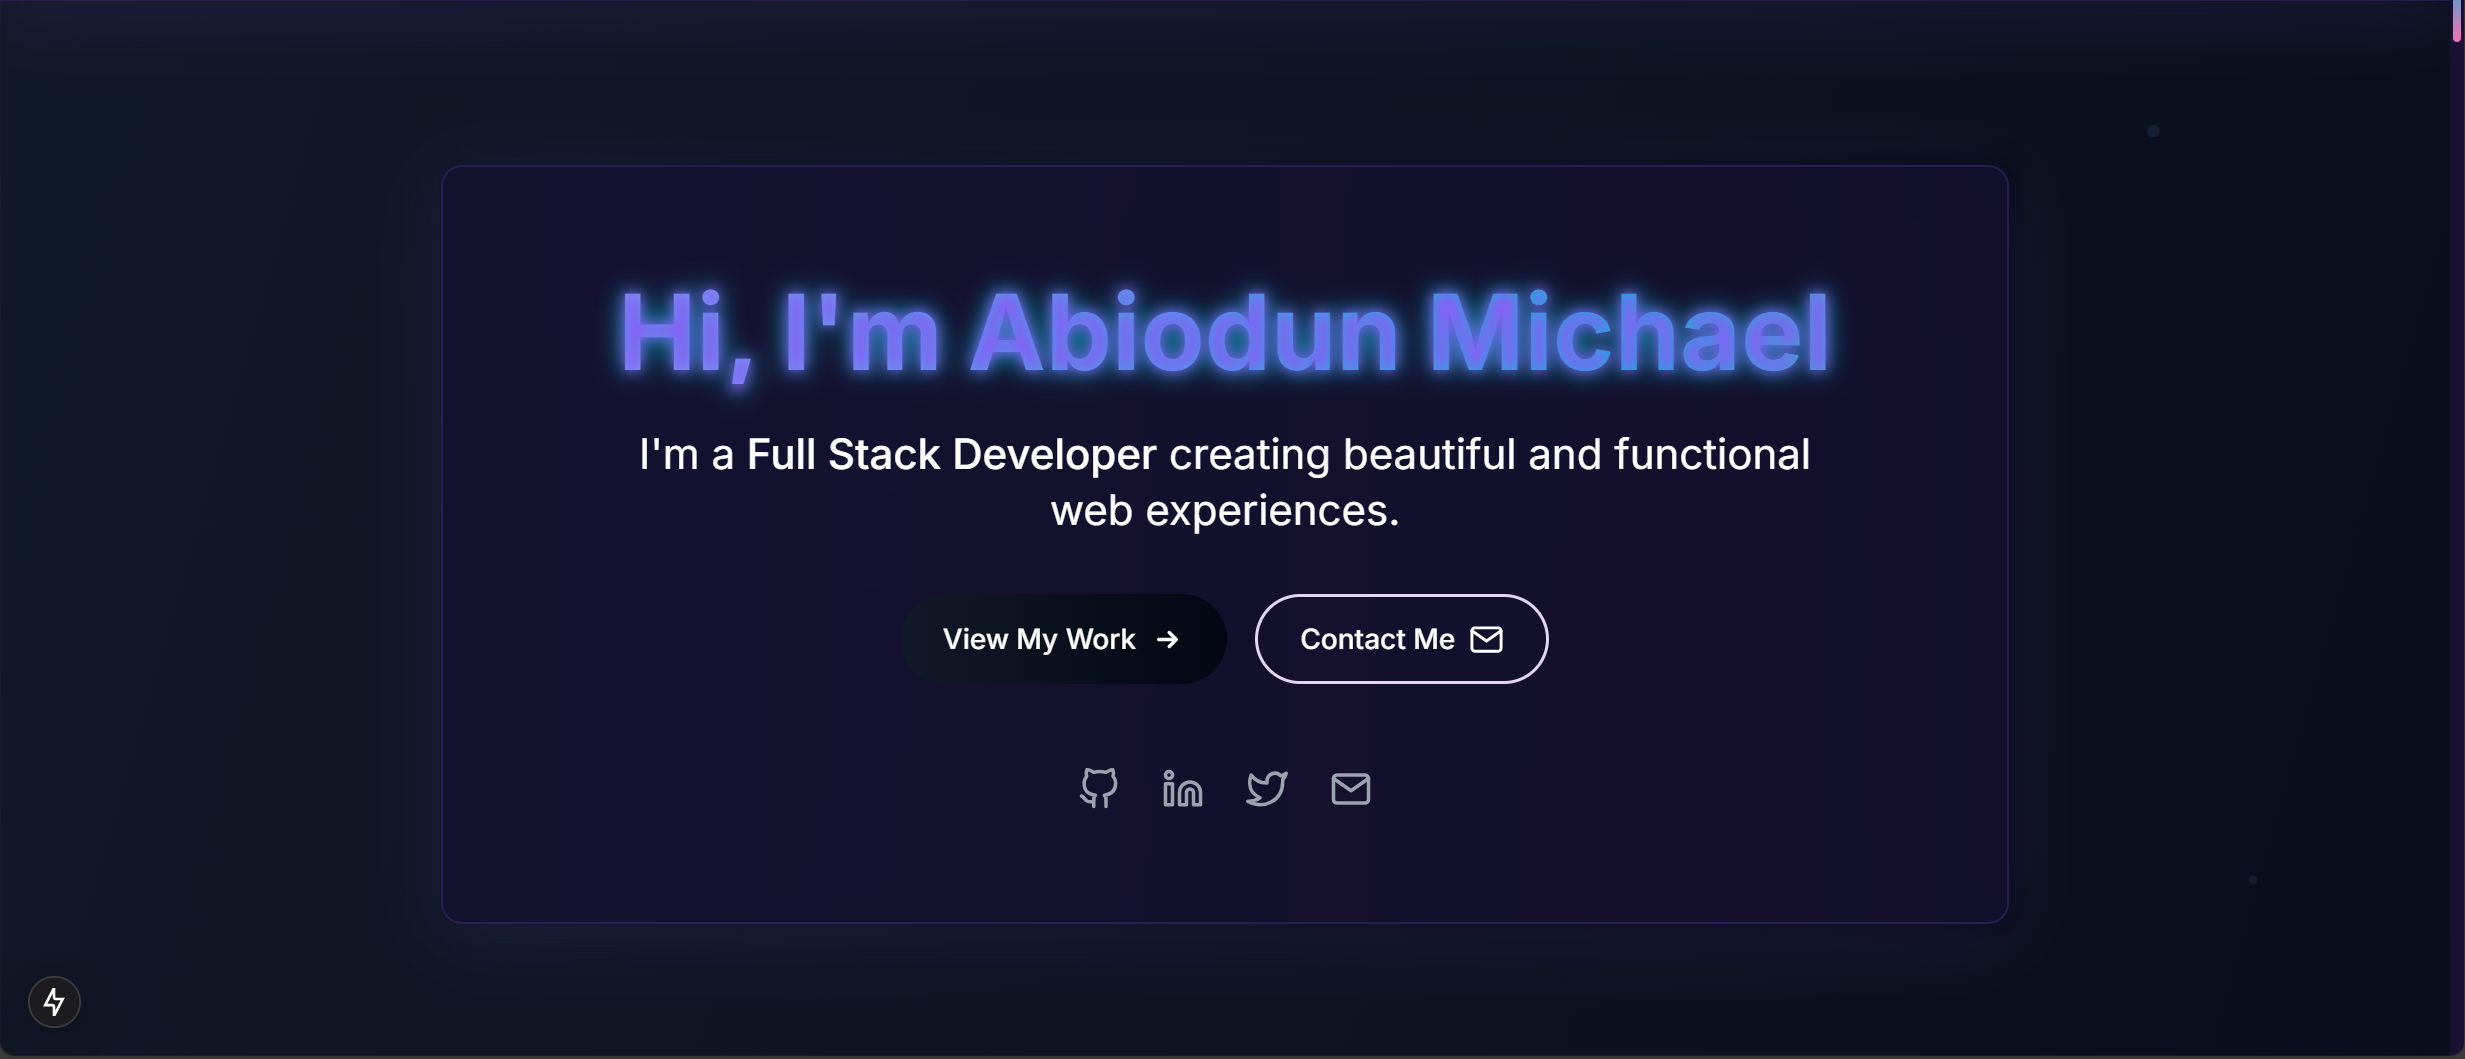 Hi, I'm Abiodun Michael
I'm a Full Stack Developer creating beautiful and functional
web experiences.
View My Work
Contact Me